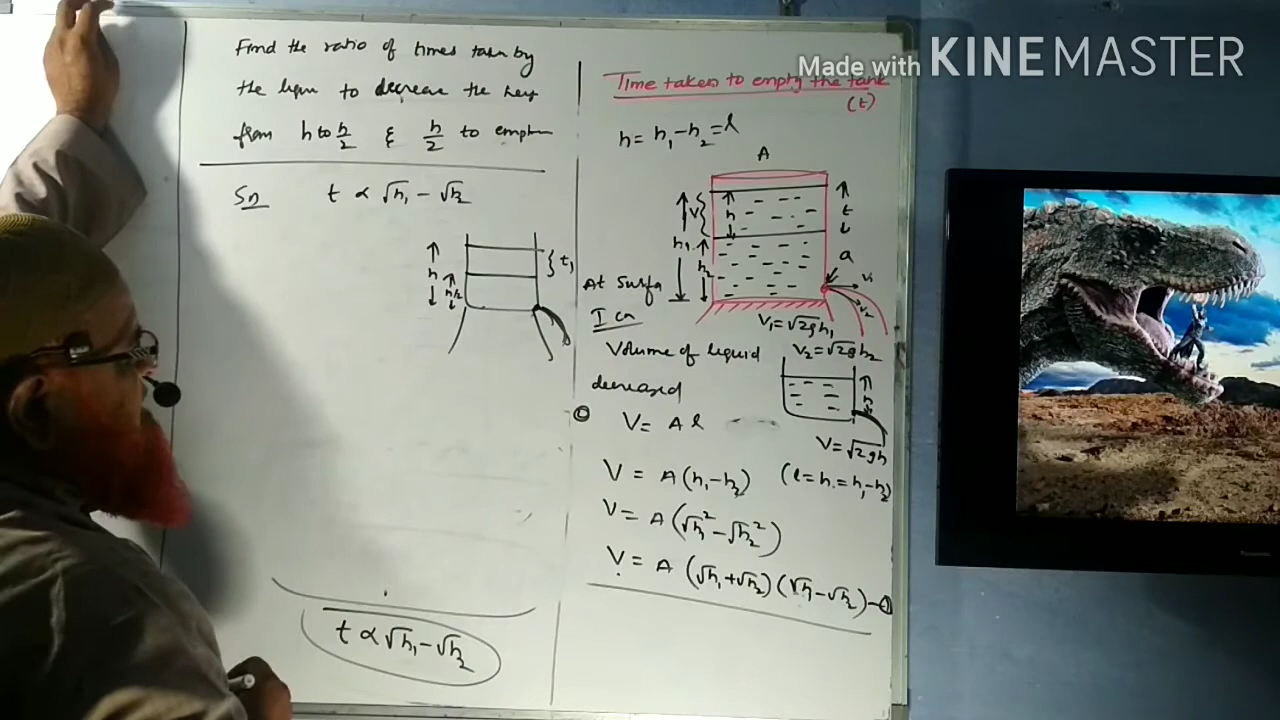 Made with KINEMASTER
Find the ratio of times taken by
the to decrease the
from h to h/2 & h/2 to
Sn t ∝ √h₁ - √h₂
h
h/2
t₁
t ∝ √h₁ - √h₂
Time taken to empty the tank
(t)
h = h₁ - h₂ = l
A
V
h
t
h₁
h₂
a
V₁
V₂
At Surfa
I Cn
V₁ = √2gh₁
Volume of liquid
V₂ = √2gh₂
decreased
h
V = Al
V = √2gh
V = A(h₁ - h₂) (l = h = h₁ - h₂)
V = A(√h₁² - √h₂²)
V = A (√h₁ + √h₂) (√h₁ - √h₂) - ①
Panasonic